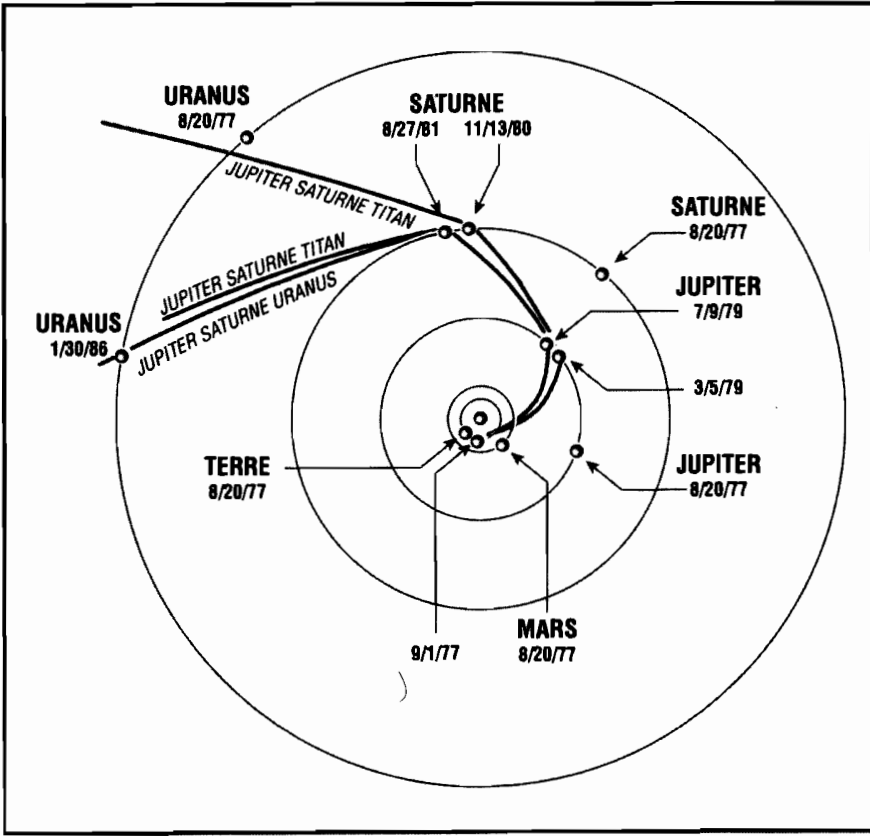 URANUS
8/20/77
SATURNE
8/27/81 11/13/80
JUPITER SATURNE TITAN
SATURNE
8/20/77
JUPITER SATURNE TITAN
JUPITER SATURNE URANUS
JUPITER
7/9/79
URANUS
1/30/86
3/5/79
TERRE
8/20/77
JUPITER
8/20/77
9/1/77
MARS
8/20/77